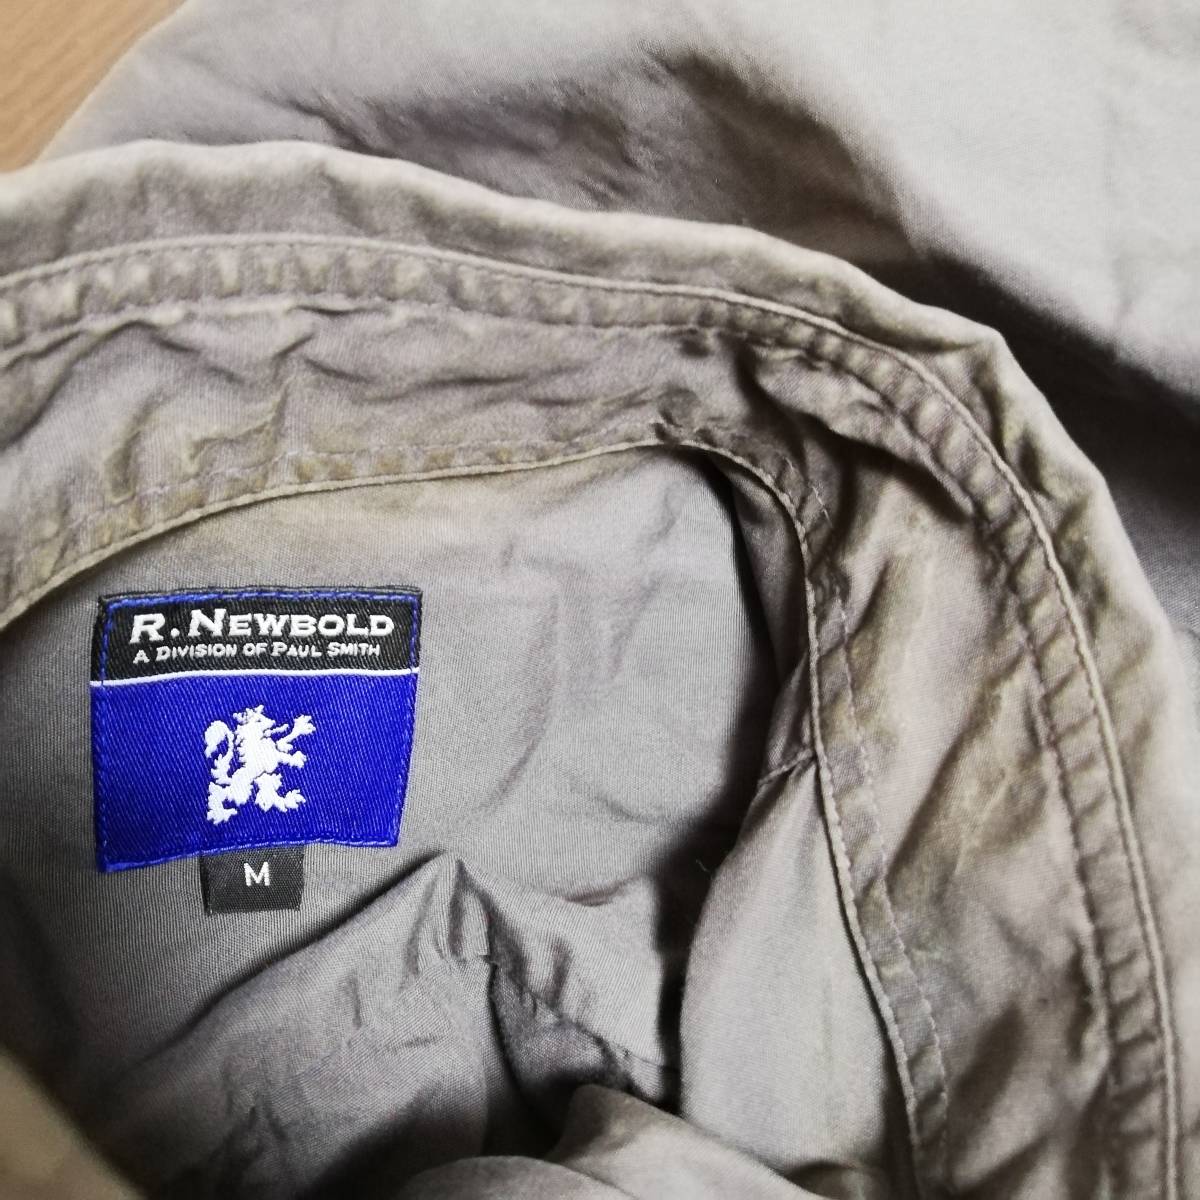 R. NEWBOLD
A DIVISION OF PAUL SMITH
M